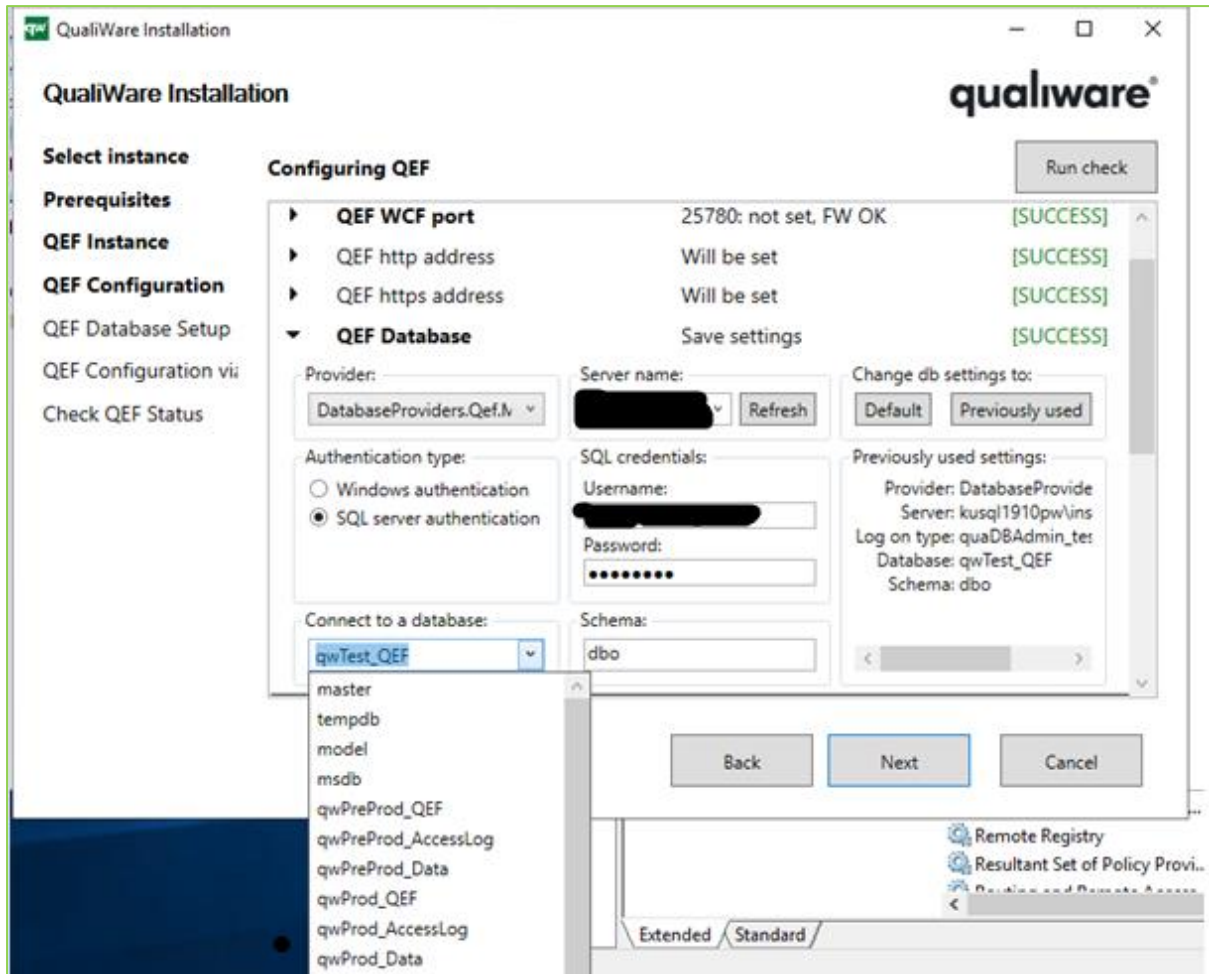 QualiWare Installation
QualiWare Installation
qualiware®
Select instance
Prerequisites
QEF Instance
QEF Configuration
QEF Database Setup
QEF Configuration via
Check QEF Status
Configuring QEF
Run check
QEF WCF port 25780: not set, FW OK [SUCCESS]
QEF http address Will be set [SUCCESS]
QEF https address Will be set [SUCCESS]
QEF Database Save settings [SUCCESS]
Provider: Server name: Change db settings to:
DatabaseProviders.Qef.M Refresh Default Previously used
Authentication type: SQL credentials: Previously used settings:
Windows authentication
SQL server authentication
Username:
Password:
●●●●●●●●
Provider: DatabaseProvide
Server: kusql1910pw\ins
Log on type: quaDBAdmin_tes
Database: qwTest_QEF
Schema: dbo
Connect to a database: Schema:
qwTest_QEF dbo
master
tempdb
model
msdb
qwPreProd_QEF
qwPreProd_AccessLog
qwPreProd_Data
qwProd_QEF
qwProd_AccessLog
qwProd_Data
Back Next Cancel
Remote Registry
Resultant Set of Policy Provi...
Routing and Remote Access
Extended Standard